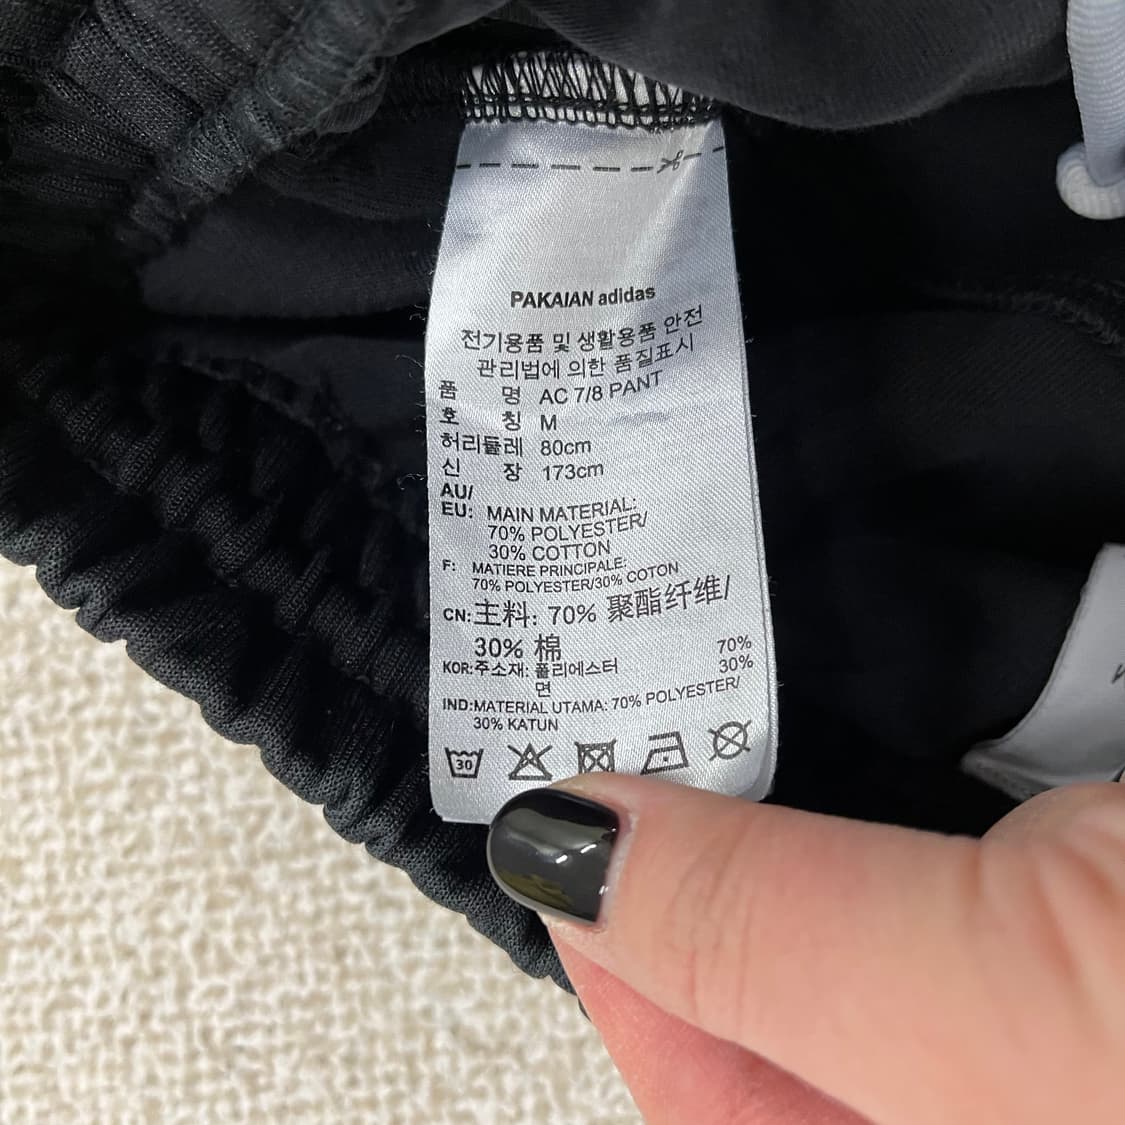 PAKAIAN adidas
전기용품 및 생활용품 안전
관리법에 의한 품질표시
품 명 AC 7/8 PANT
호 칭 M
허리둘레 80cm
신 장 173cm
AU/
EU: MAIN MATERIAL:
70% POLYESTER/
30% COTTON
F: MATIERE PRINCIPALE:
70% POLYESTER/30% COTON
CN: 主料: 70% 聚酯纤维/
30% 棉
KOR: 주소재: 폴리에스터 70%
면 30%
IND: MATERIAL UTAMA: 70% POLYESTER/
30% KATUN
30